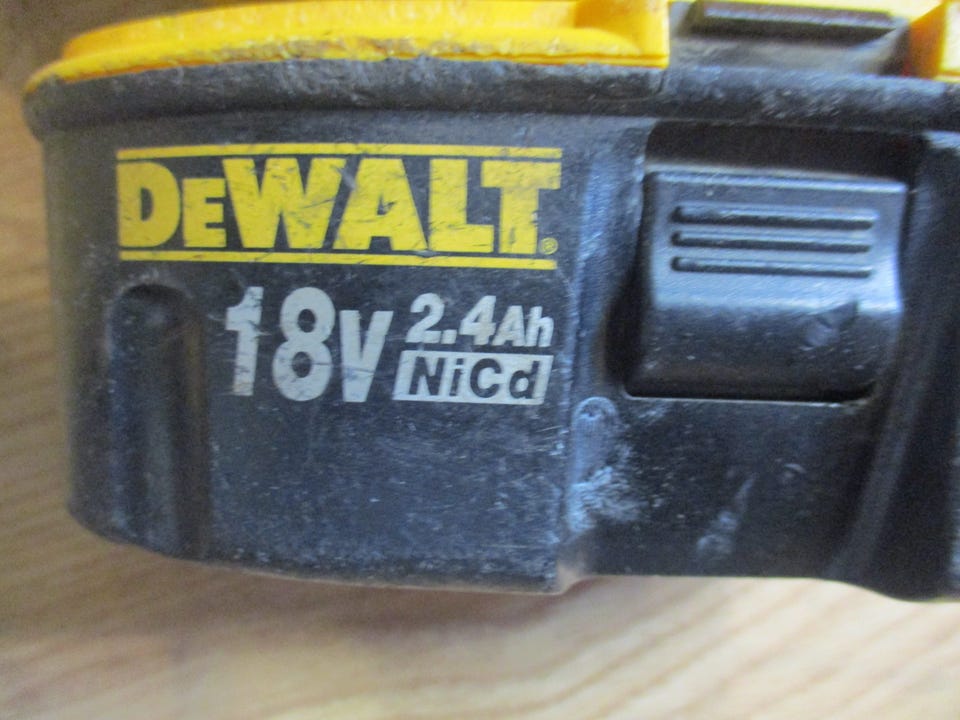 DEWALT®
18V 2.4Ah
NiCd